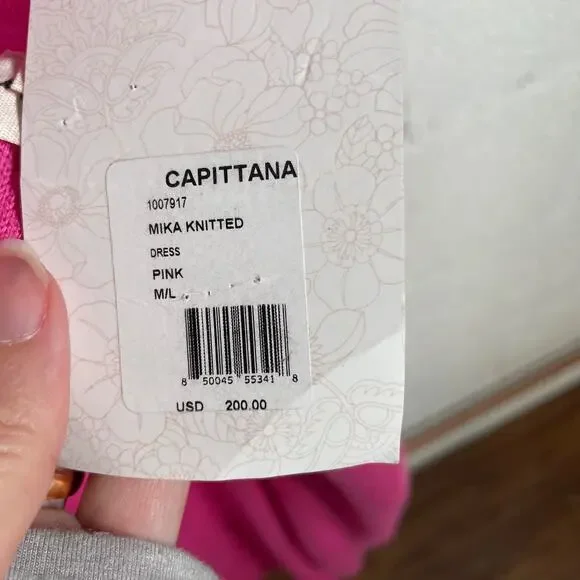 CAPITTANA
1007917
MIKA KNITTED
DRESS
PINK
M/L
8 50045 55341 8
USD 200.00